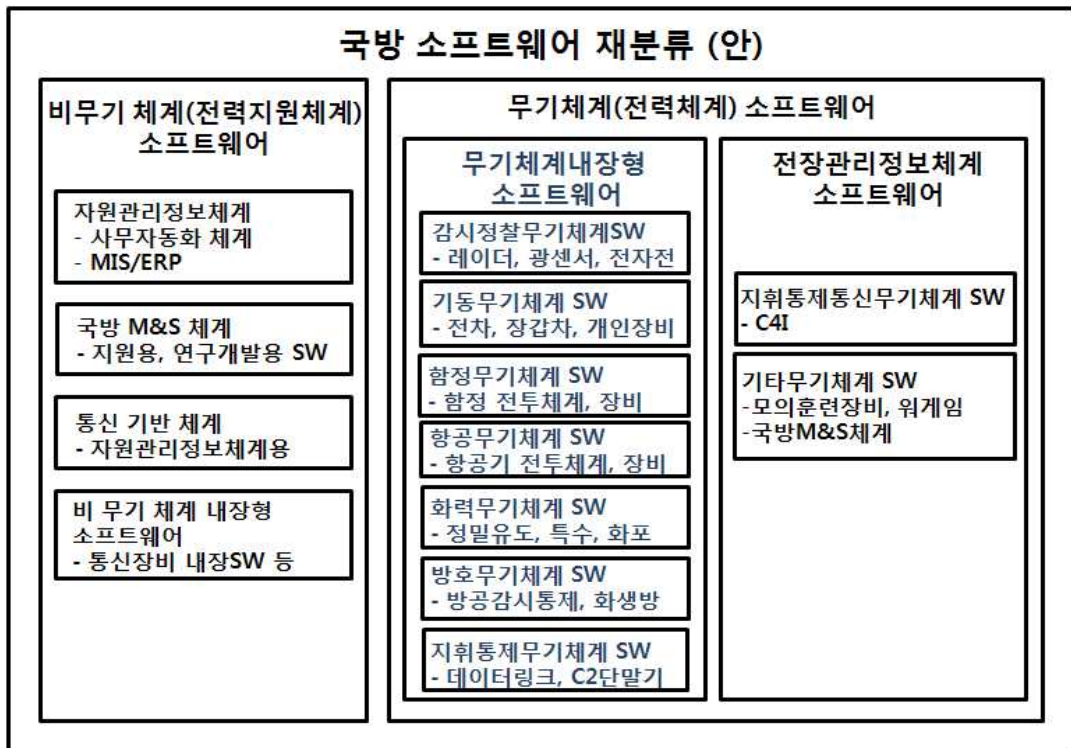 국방 소프트웨어 재분류 (안)
비무기 체계(전력지원체계)
소프트웨어
자원관리정보체계
- 사무자동화 체계
- MIS/ERP
국방 M&S 체계
- 지원용, 연구개발용 SW
통신 기반 체계
- 자원관리정보체계용
비 무기 체계 내장형
소프트웨어
- 통신장비 내장SW 등
무기체계(전력체계) 소프트웨어
무기체계내장형
소프트웨어
감시정찰무기체계SW
- 레이더, 광센서, 전자전
기동무기체계 SW
- 전차, 장갑차, 개인장비
함정무기체계 SW
- 함정 전투체계, 장비
항공무기체계 SW
- 항공기 전투체계, 장비
화력무기체계 SW
- 정밀유도, 특수, 화포
방호무기체계 SW
- 방공감시통제, 화생방
지휘통제무기체계 SW
- 데이터링크, C2단말기
전장관리정보체계
소프트웨어
지휘통제통신무기체계 SW
- C4I
기타무기체계 SW
-모의훈련장비, 워게임
-국방M&S체계